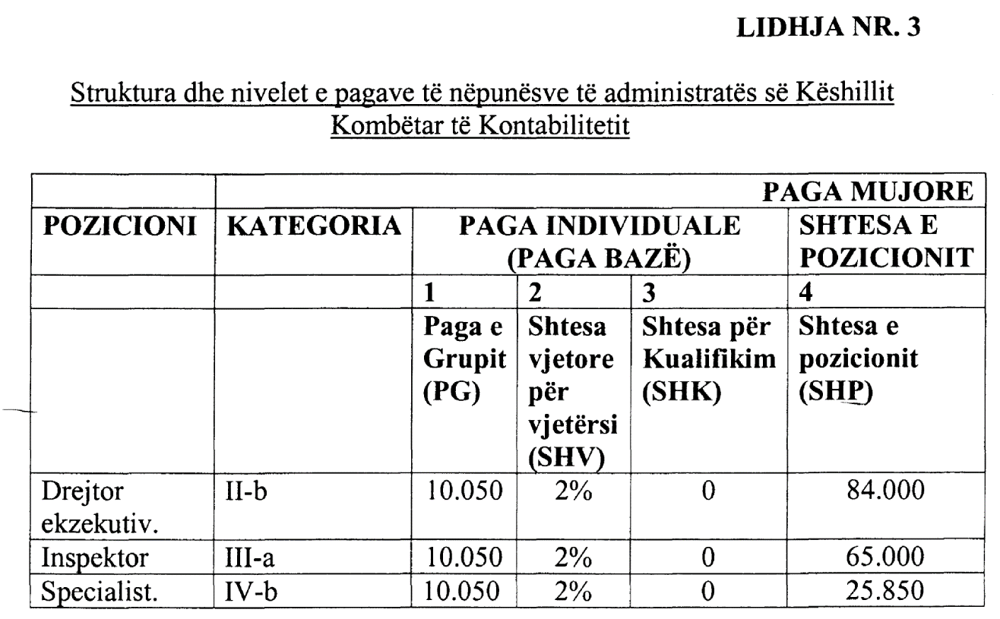 LIDHJA NR. 3
Struktura dhe nivelet e pagave të nëpunësve të administratës së Këshillit
Kombëtar të Kontabilitetit
PAGA MUJORE
POZICIONI KATEGORIA PAGA INDIVIDUALE SHTESA E
(PAGA BAZË) POZICIONIT
1 2 3 4
Paga e Shtesa Shtesa për Shtesa e
Grupit vjetore Kualifikim pozicionit
(PG) për (SHK) (SHP)
vjetërsi
(SHV)
Drejtor II-b 10.050 2% 0 84.000
ekzekutiv.
Inspektor III-a 10.050 2% 0 65.000
Specialist. IV-b 10.050 2% 0 25.850